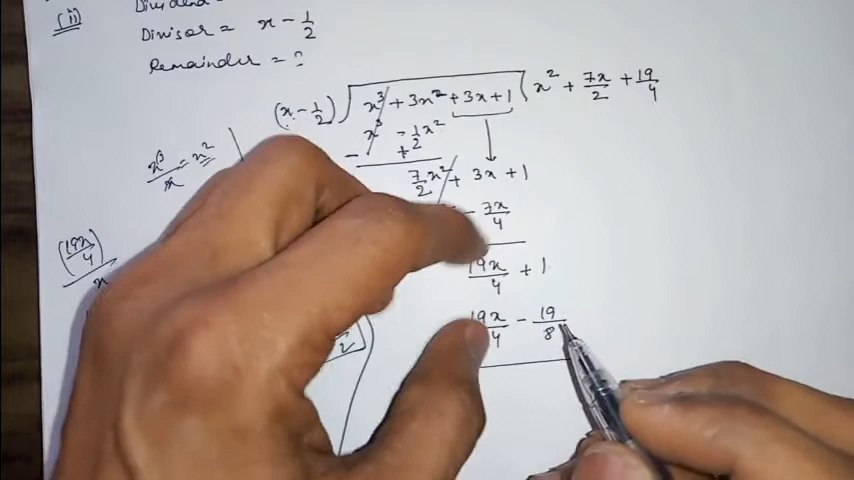 (ii)
Divisor = x - 1/2
Remainder = ?
(x - 1/2) ) x³ + 3x² + 3x + 1 ( x² + 7x/2 + 19/4
x³ - 1/2 x²
- +
x³/x = x²
7/2 x² + 3x + 1
- 7x/4
(19x/4)/x
19x/4 + 1
19x/4 - 19/8